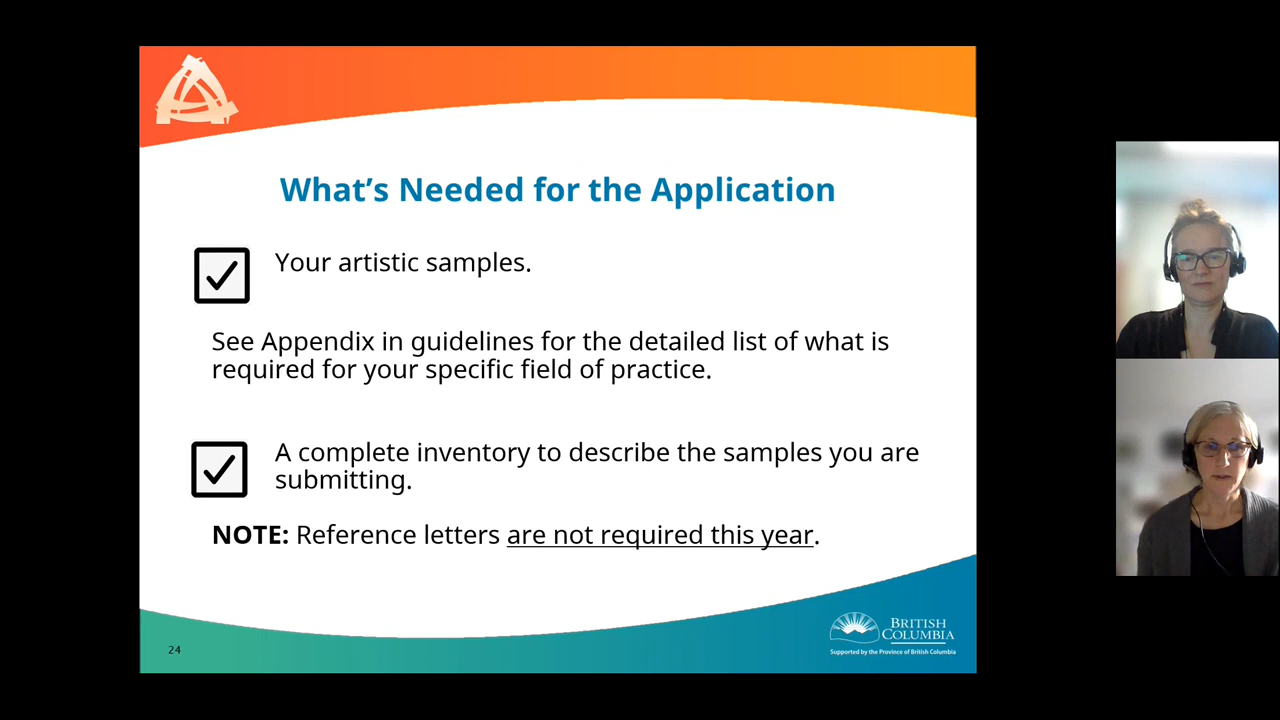 What’s Needed for the Application
Your artistic samples.
See Appendix in guidelines for the detailed list of what is
required for your specific field of practice.
A complete inventory to describe the samples you are
submitting.
NOTE: Reference letters are not required this year.
24
BRITISH
COLUMBIA
Supported by the Province of British Columbia